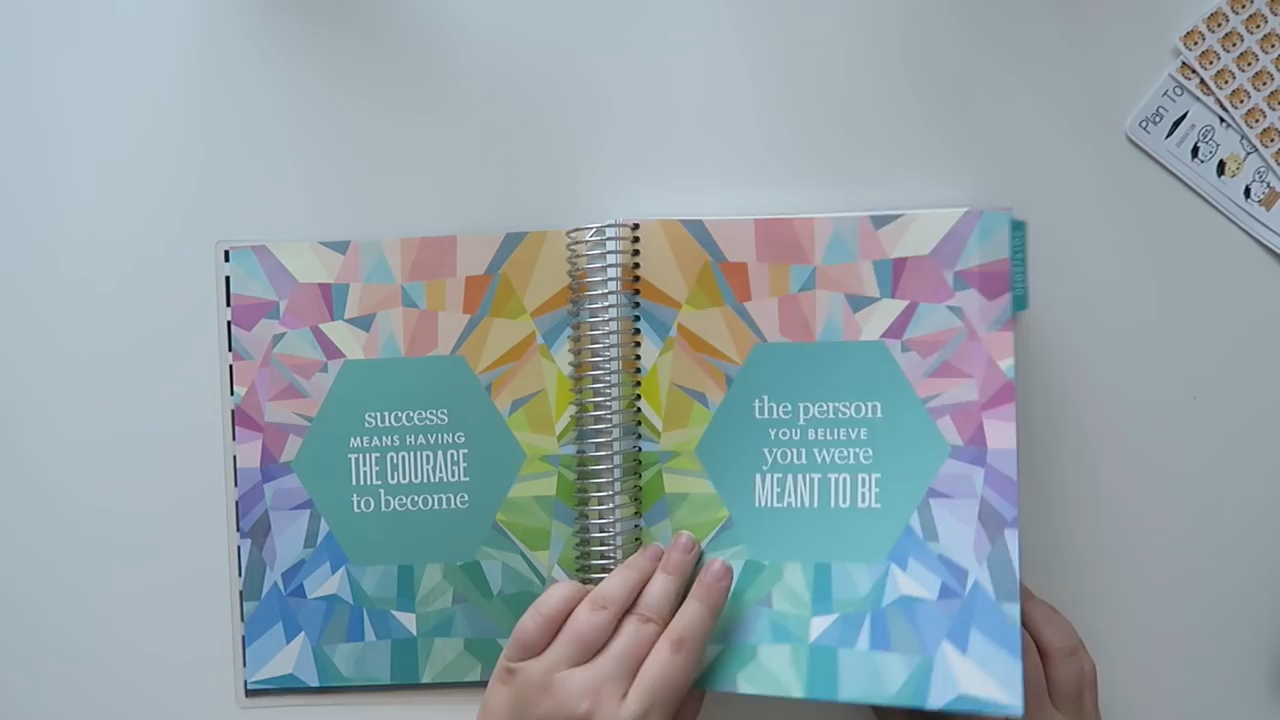 success
MEANS HAVING
THE COURAGE
to become
the person
YOU BELIEVE
you were
MEANT TO BE
Plan To